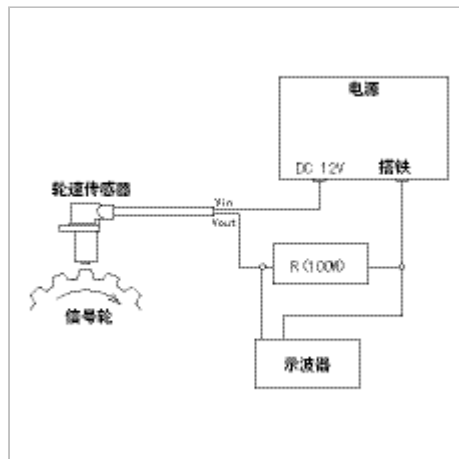 电源
DC 12V
搭铁
轮速传感器
Vin
Vout
R(100W)
信号轮
示波器